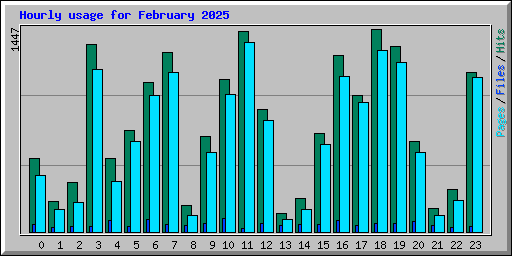 Hourly usage for February 2025
1447
Pages / Files / Hits
0 1 2 3 4 5 6 7 8 9 10 11 12 13 14 15 16 17 18 19 20 21 22 23